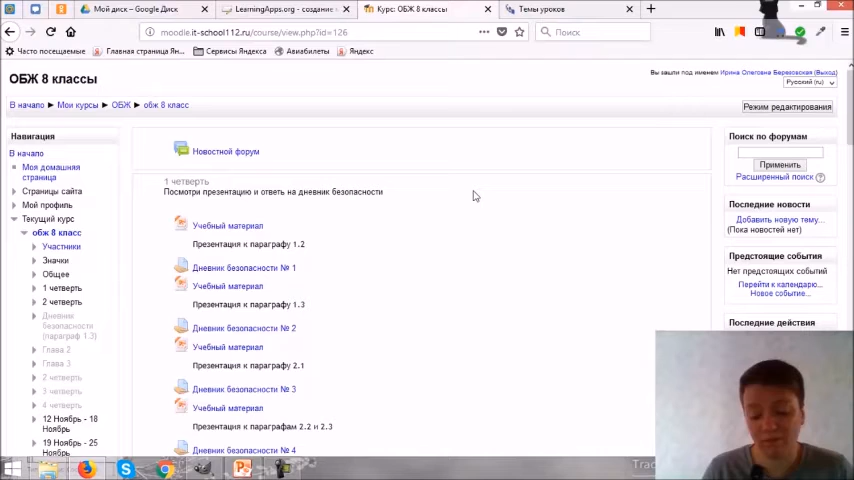 Мой диск – Google Диск
LearningApps.org - создание
Курс: ОБЖ 8 классы
Темы уроков
moodle.it-school112.ru/course/view.php?id=126
Поиск
Часто посещаемые
Главная страница Янк
Сервисы Яндекса
Авиабилеты
Яндекс
ОБЖ 8 классы
Вы зашли под именем Ирина Олеговна Березовская (Выход)
Русский (ru)
В начало ► Мои курсы ► ОБЖ ► обж 8 класс
Режим редактирования
Навигация
В начало
Моя домашняя
страница
Страницы сайта
Мой профиль
Текущий курс
обж 8 класс
Участники
Значки
Общее
1 четверть
2 четверть
Дневник
безопасности
(параграф 1.3)
Глава 2
Глава 3
2 четверть
3 четверть
4 четверть
12 Ноябрь - 18
Ноябрь
19 Ноябрь - 25
Ноябрь
Новостной форум
1 четверть
Посмотри презентацию и ответь на дневник безопасности
Учебный материал
Презентация к параграфу 1.2
Дневник безопасности № 1
Учебный материал
Презентация к параграфу 1.3
Дневник безопасности № 2
Учебный материал
Презентация к параграфу 2.1
Дневник безопасности № 3
Учебный материал
Презентация к параграфам 2.2 и 2.3
Дневник безопасности № 4
Поиск по форумам
Применить
Расширенный поиск
Последние новости
Добавить новую тему...
(Пока новостей нет)
Предстоящие события
Нет предстоящих событий
Перейти к календарю...
Новое событие...
Последние действия